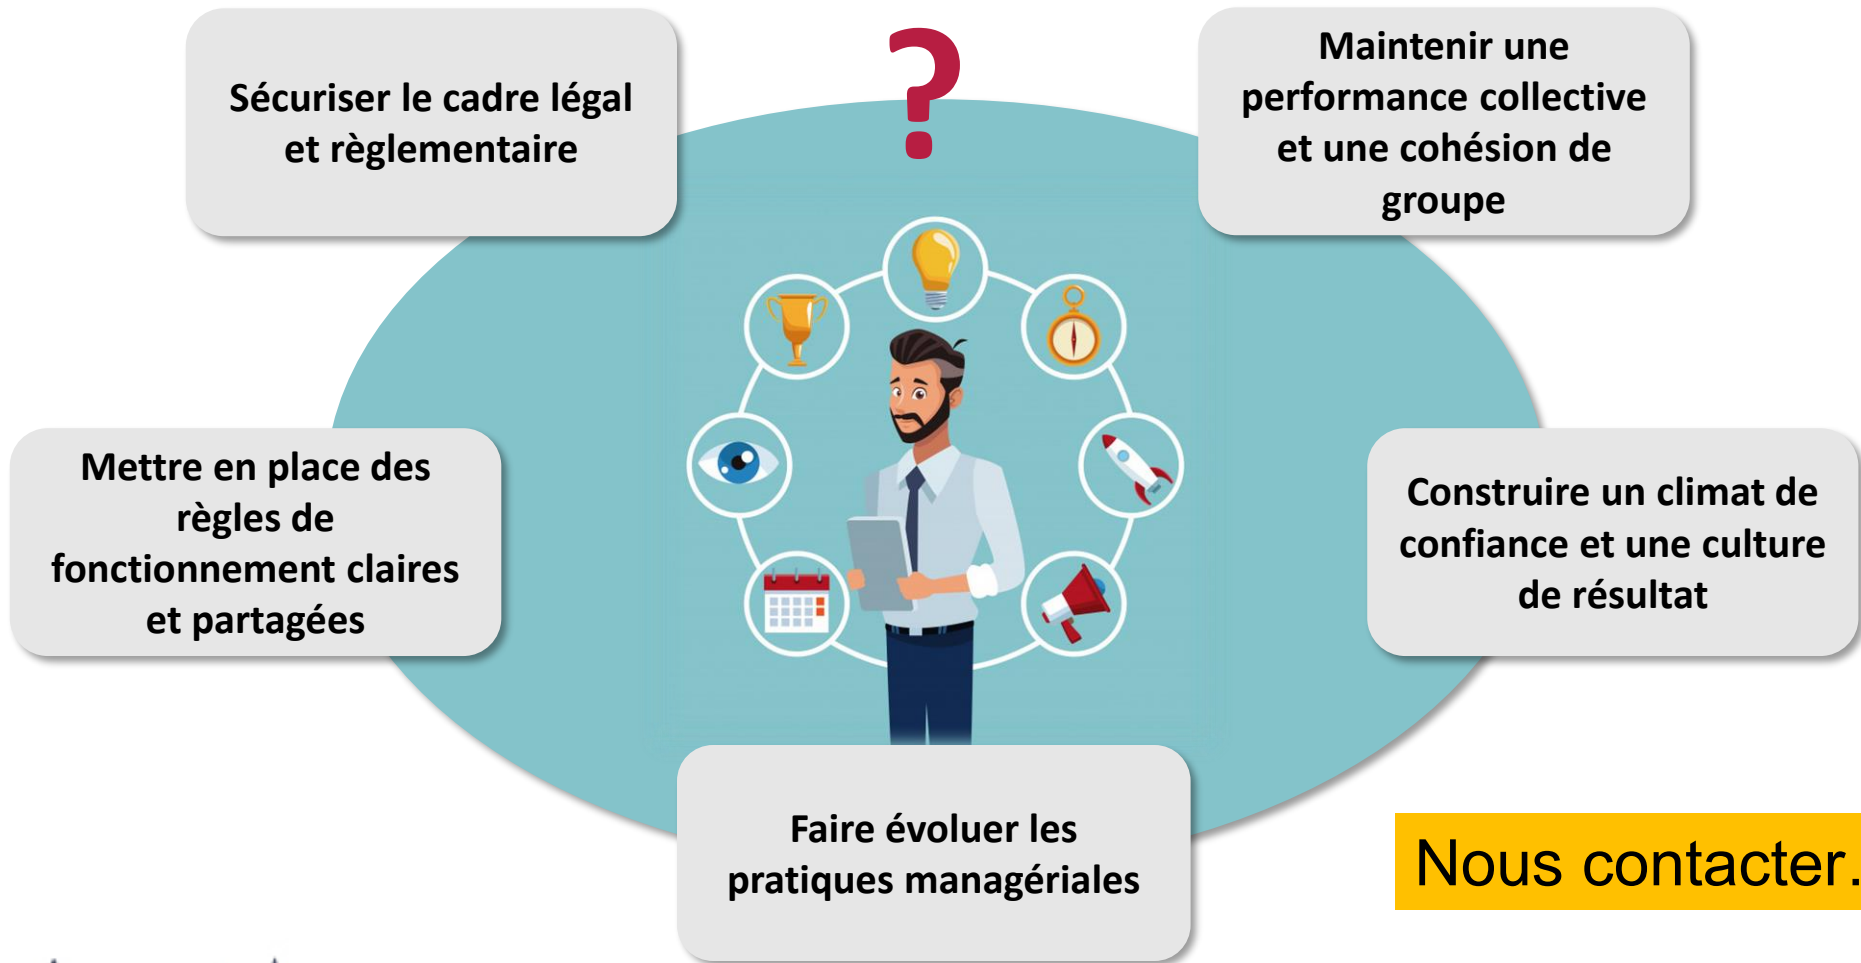 ?
Sécuriser le cadre légal
et règlementaire
Maintenir une
performance collective
et une cohésion de
groupe
Mettre en place des
règles de
fonctionnement claires
et partagées
Construire un climat de
confiance et une culture
de résultat
Faire évoluer les
pratiques managériales
Nous contacter.